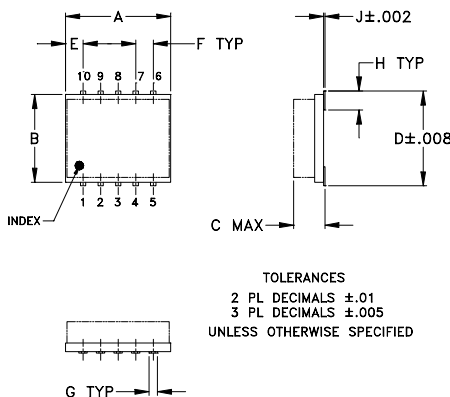 A
J±.002
E
F TYP
H TYP
10 9 8 7 6
B
D±.008
INDEX
1 2 3 4 5
C MAX
TOLERANCES
2 PL DECIMALS ±.01
3 PL DECIMALS ±.005
UNLESS OTHERWISE SPECIFIED
G TYP